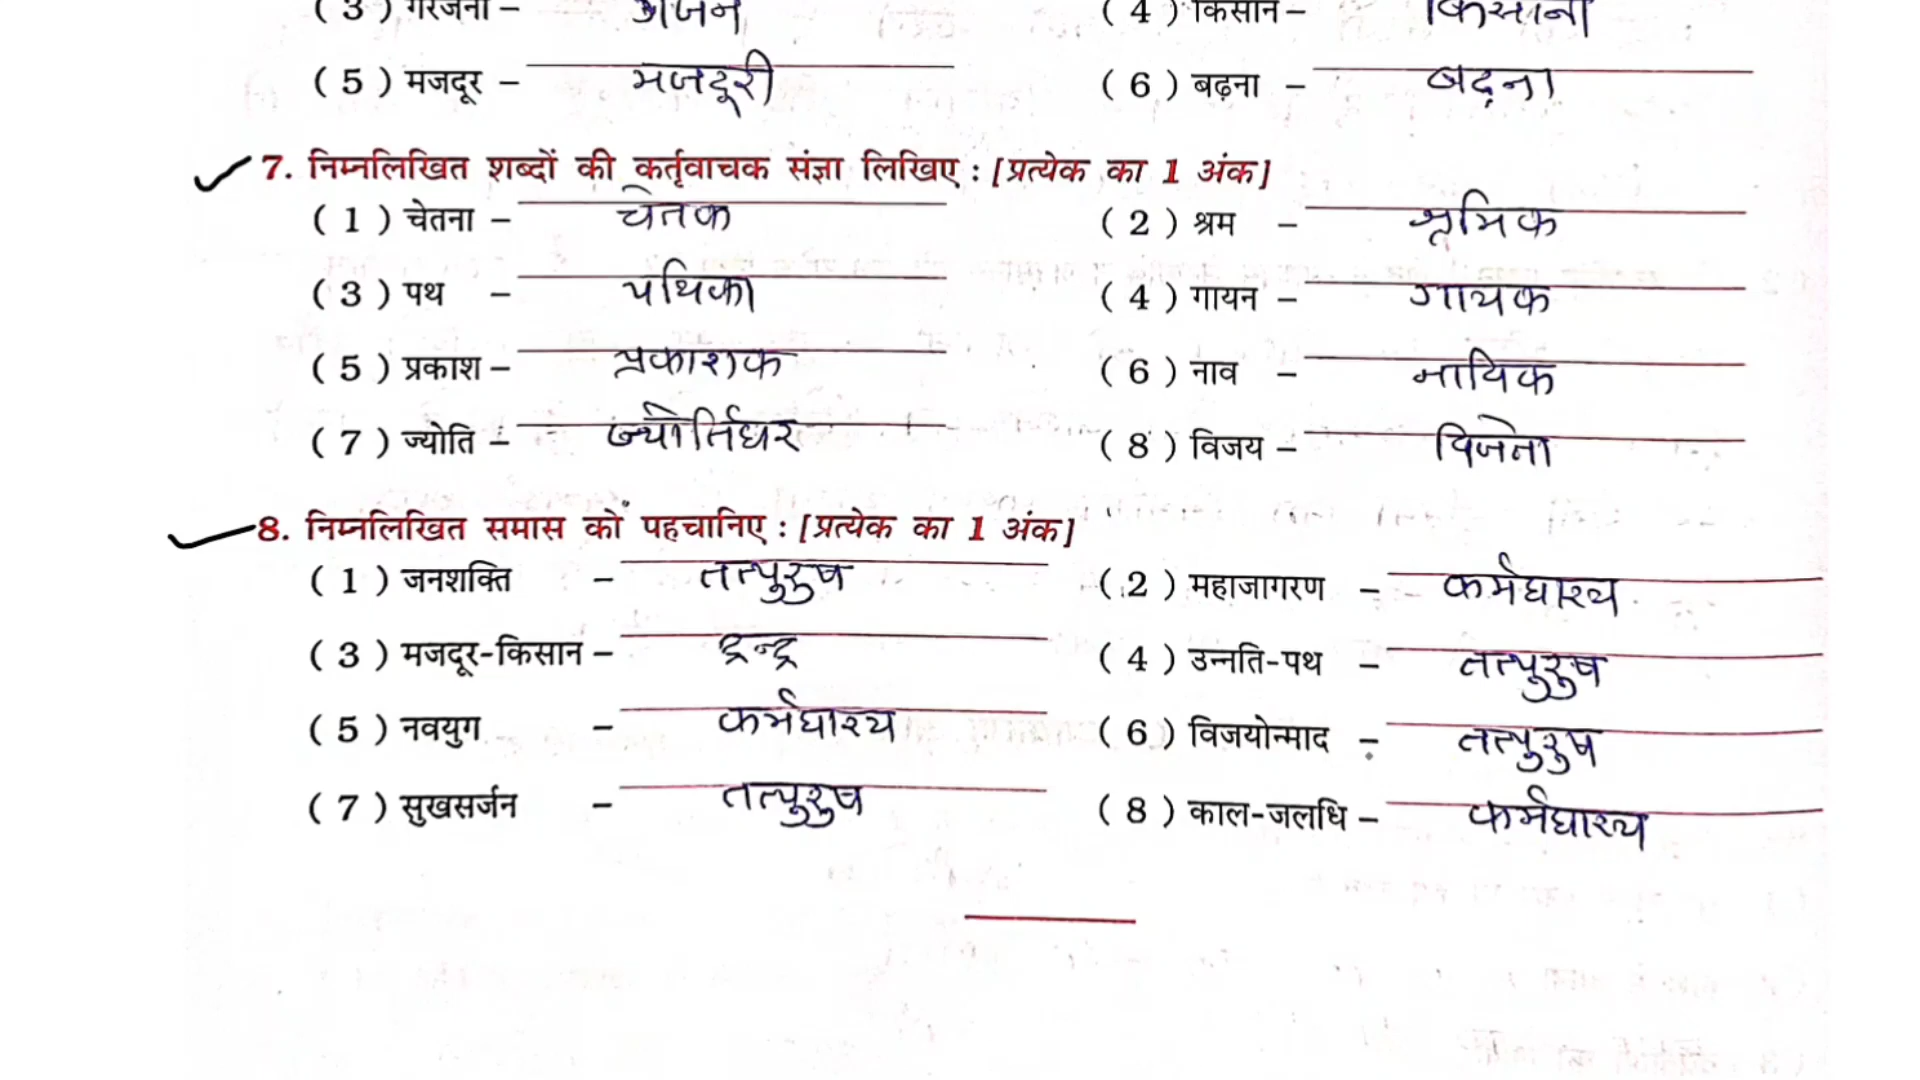 ( 3 ) गरजना – गर्जन ( 4 ) किसान – किसानी
( 5 ) मजदूर – मजदूरी ( 6 ) बढ़ना – बढ़ना
7. निम्नलिखित शब्दों की कर्तृवाचक संज्ञा लिखिए : [प्रत्येक का 1 अंक]
( 1 ) चेतना – चेतक ( 2 ) श्रम – श्रमिक
( 3 ) पथ – पथिका ( 4 ) गायन – गायक
( 5 ) प्रकाश – प्रकाशक ( 6 ) नाव – नाविक
( 7 ) ज्योति – ज्योर्तिधर ( 8 ) विजय – विजेता
8. निम्नलिखित समास को पहचानिए : [प्रत्येक का 1 अंक]
( 1 ) जनशक्ति – तत्पुरुष ( 2 ) महाजागरण – कर्मधारय
( 3 ) मजदूर-किसान – द्वन्द्व ( 4 ) उन्नति-पथ – तत्पुरुष
( 5 ) नवयुग – कर्मधारय ( 6 ) विजयोन्माद – तत्पुरुष
( 7 ) सुखसर्जन – तत्पुरुष ( 8 ) काल-जलधि – कर्मधारय